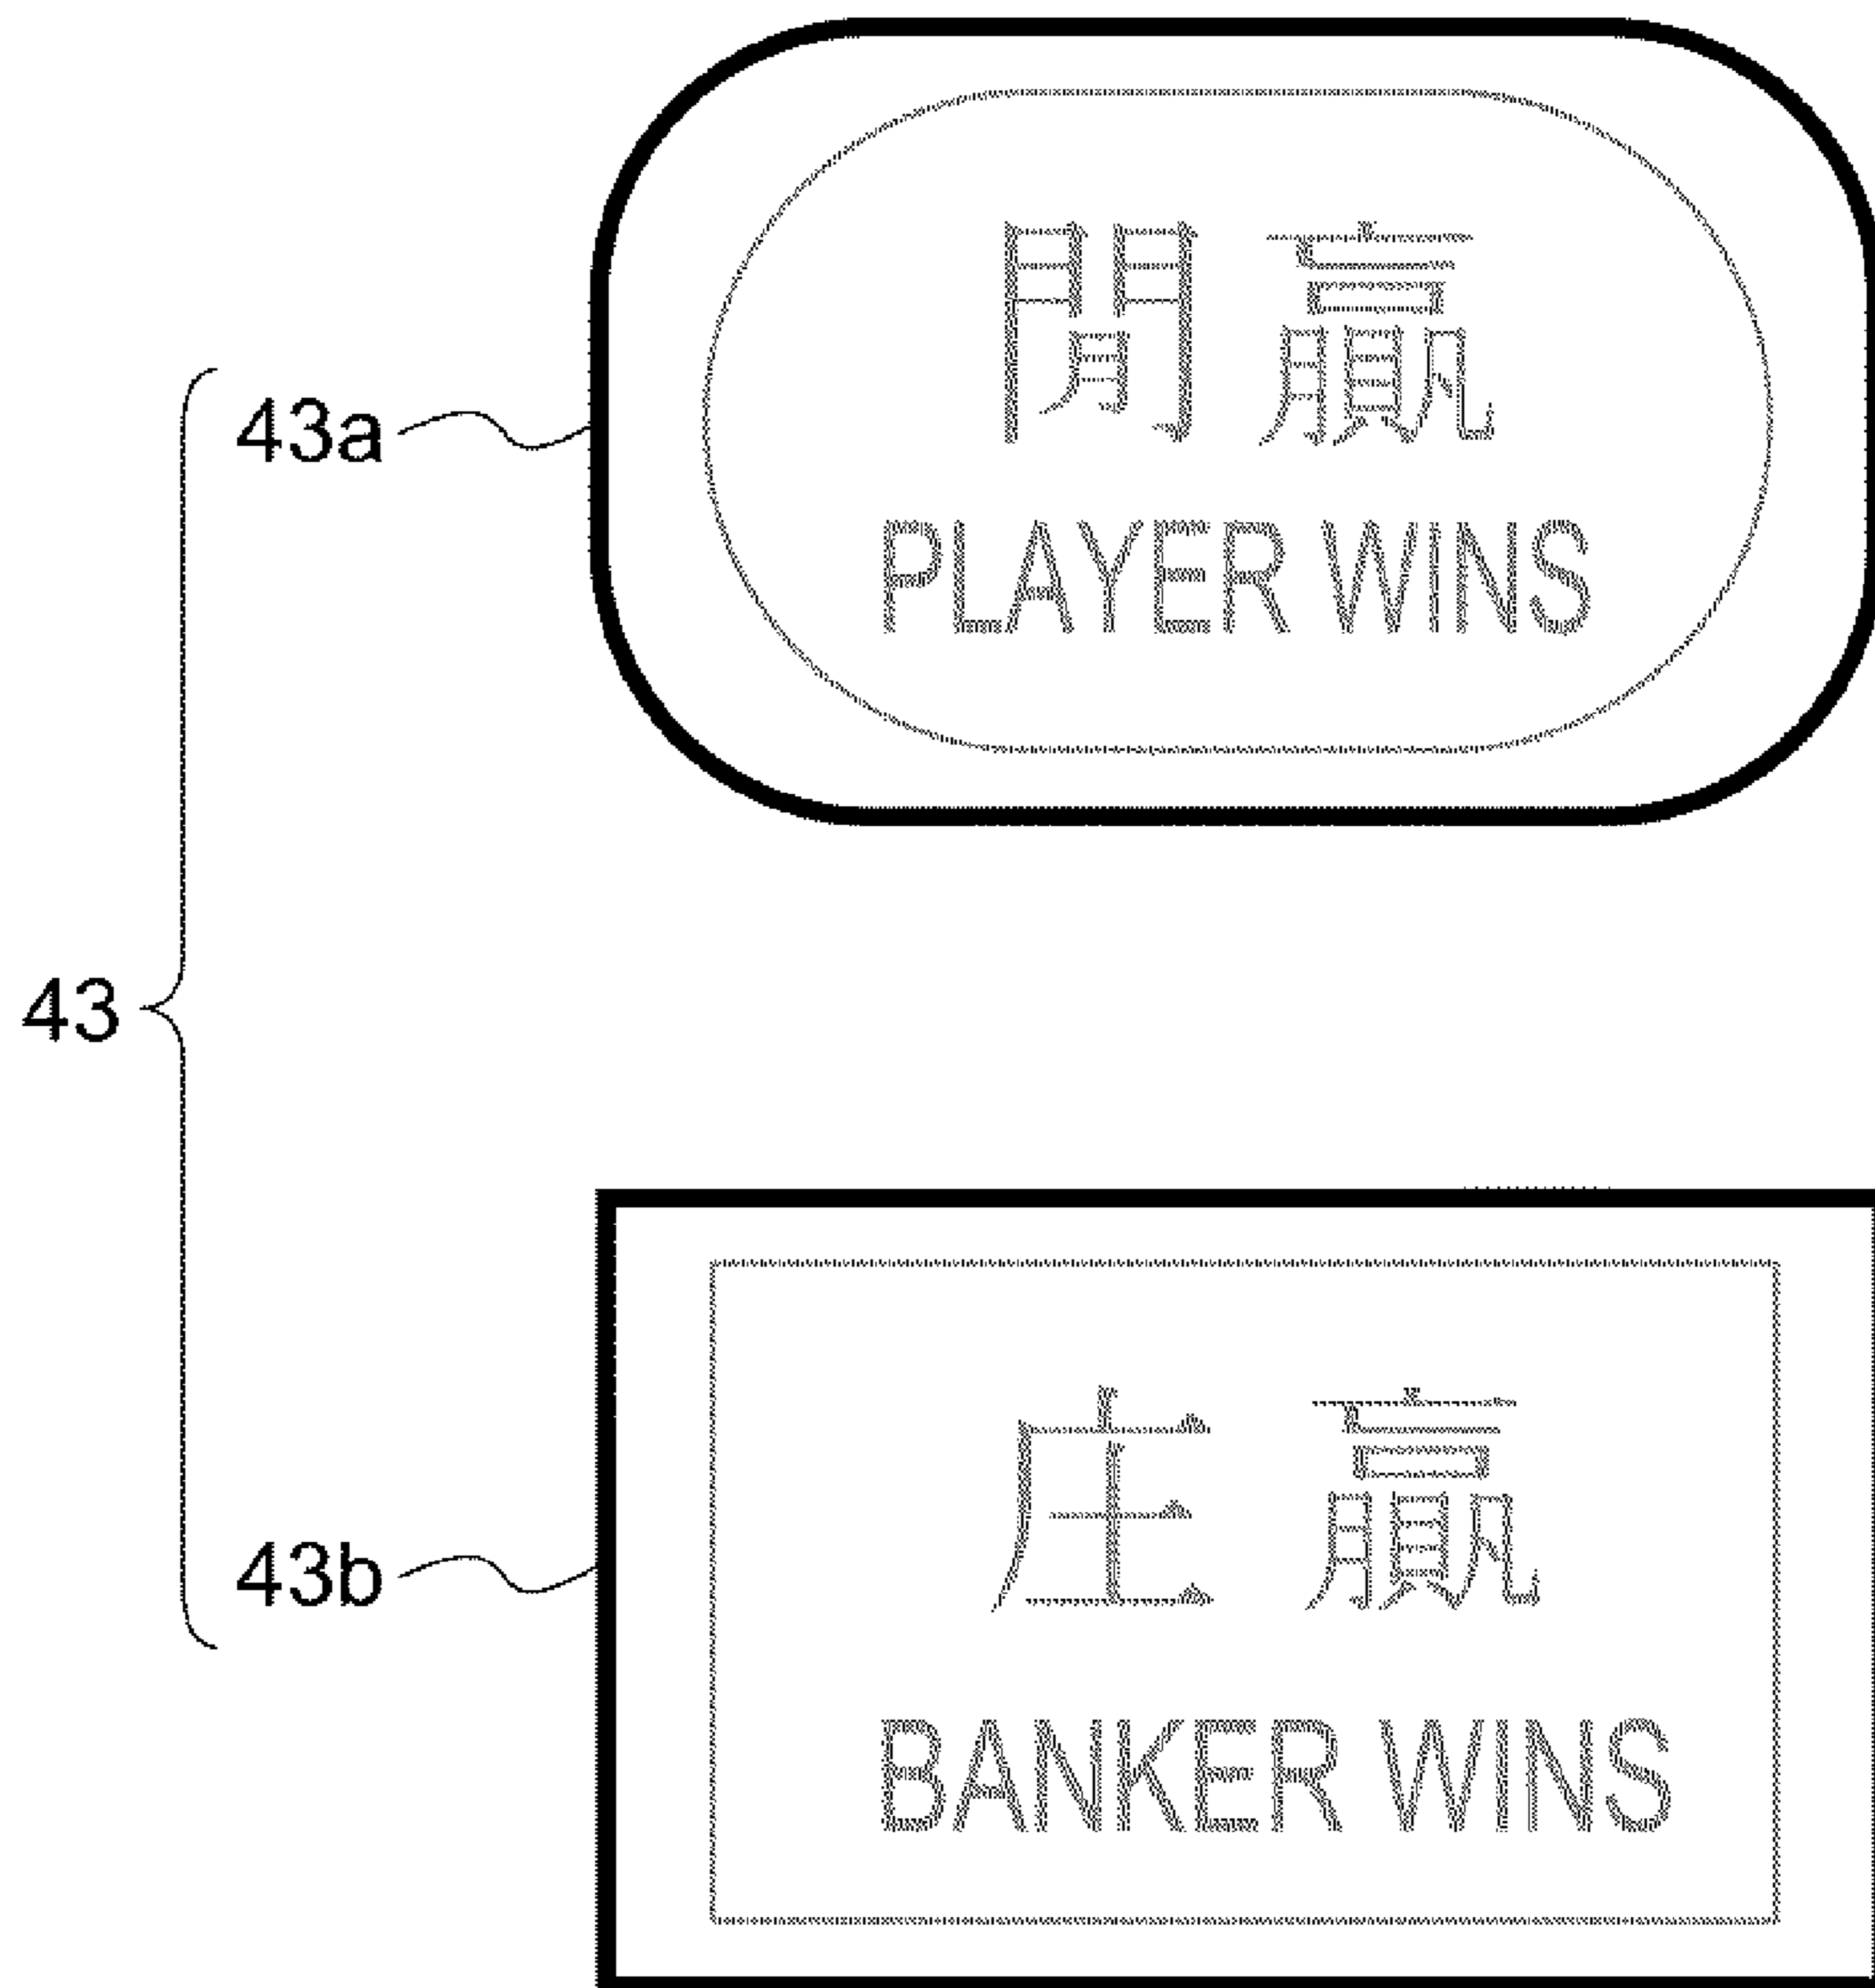 43a
閒 贏
PLAYER WINS
43
43b
庄 贏
BANKER WINS